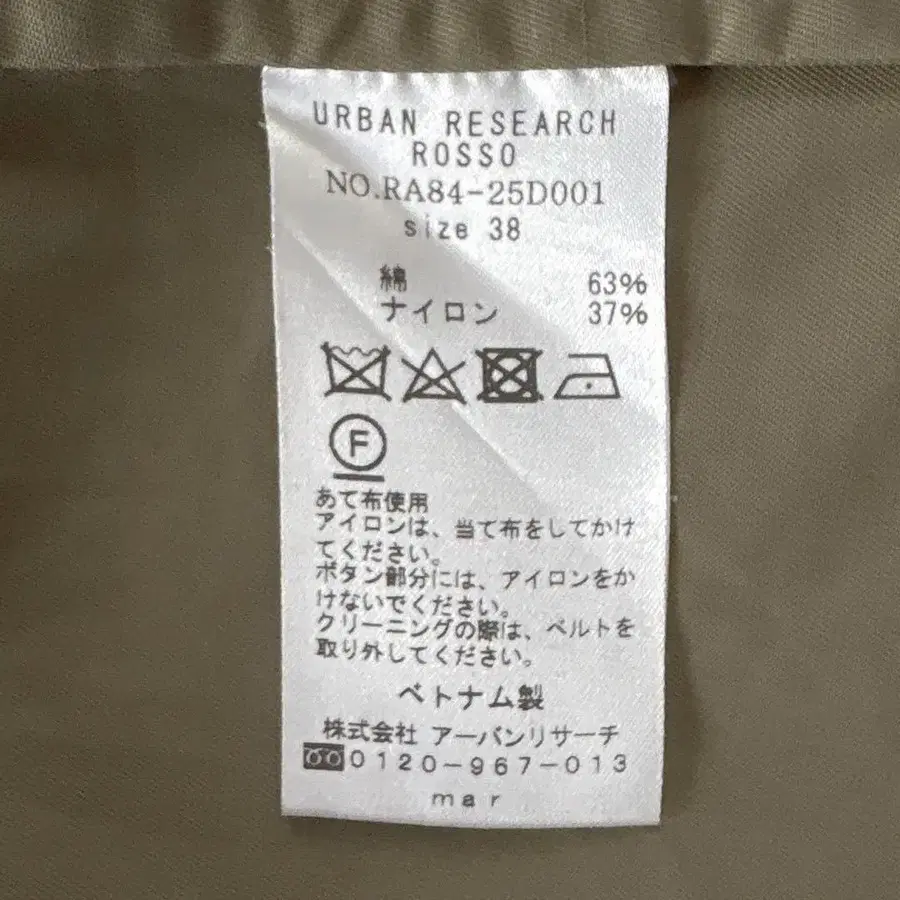 URBAN RESEARCH
ROSSO
NO.RA84-25D001
size 38
綿 63%
ナイロン 37%
F
あて布使用
アイロンは、当て布をしてかけ
てください。
ボタン部分には、アイロンをか
けないでください。
クリーニングの際は、ベルトを
取り外してください。
ベトナム製
株式会社 アーバンリサーチ
0120-967-013
mar